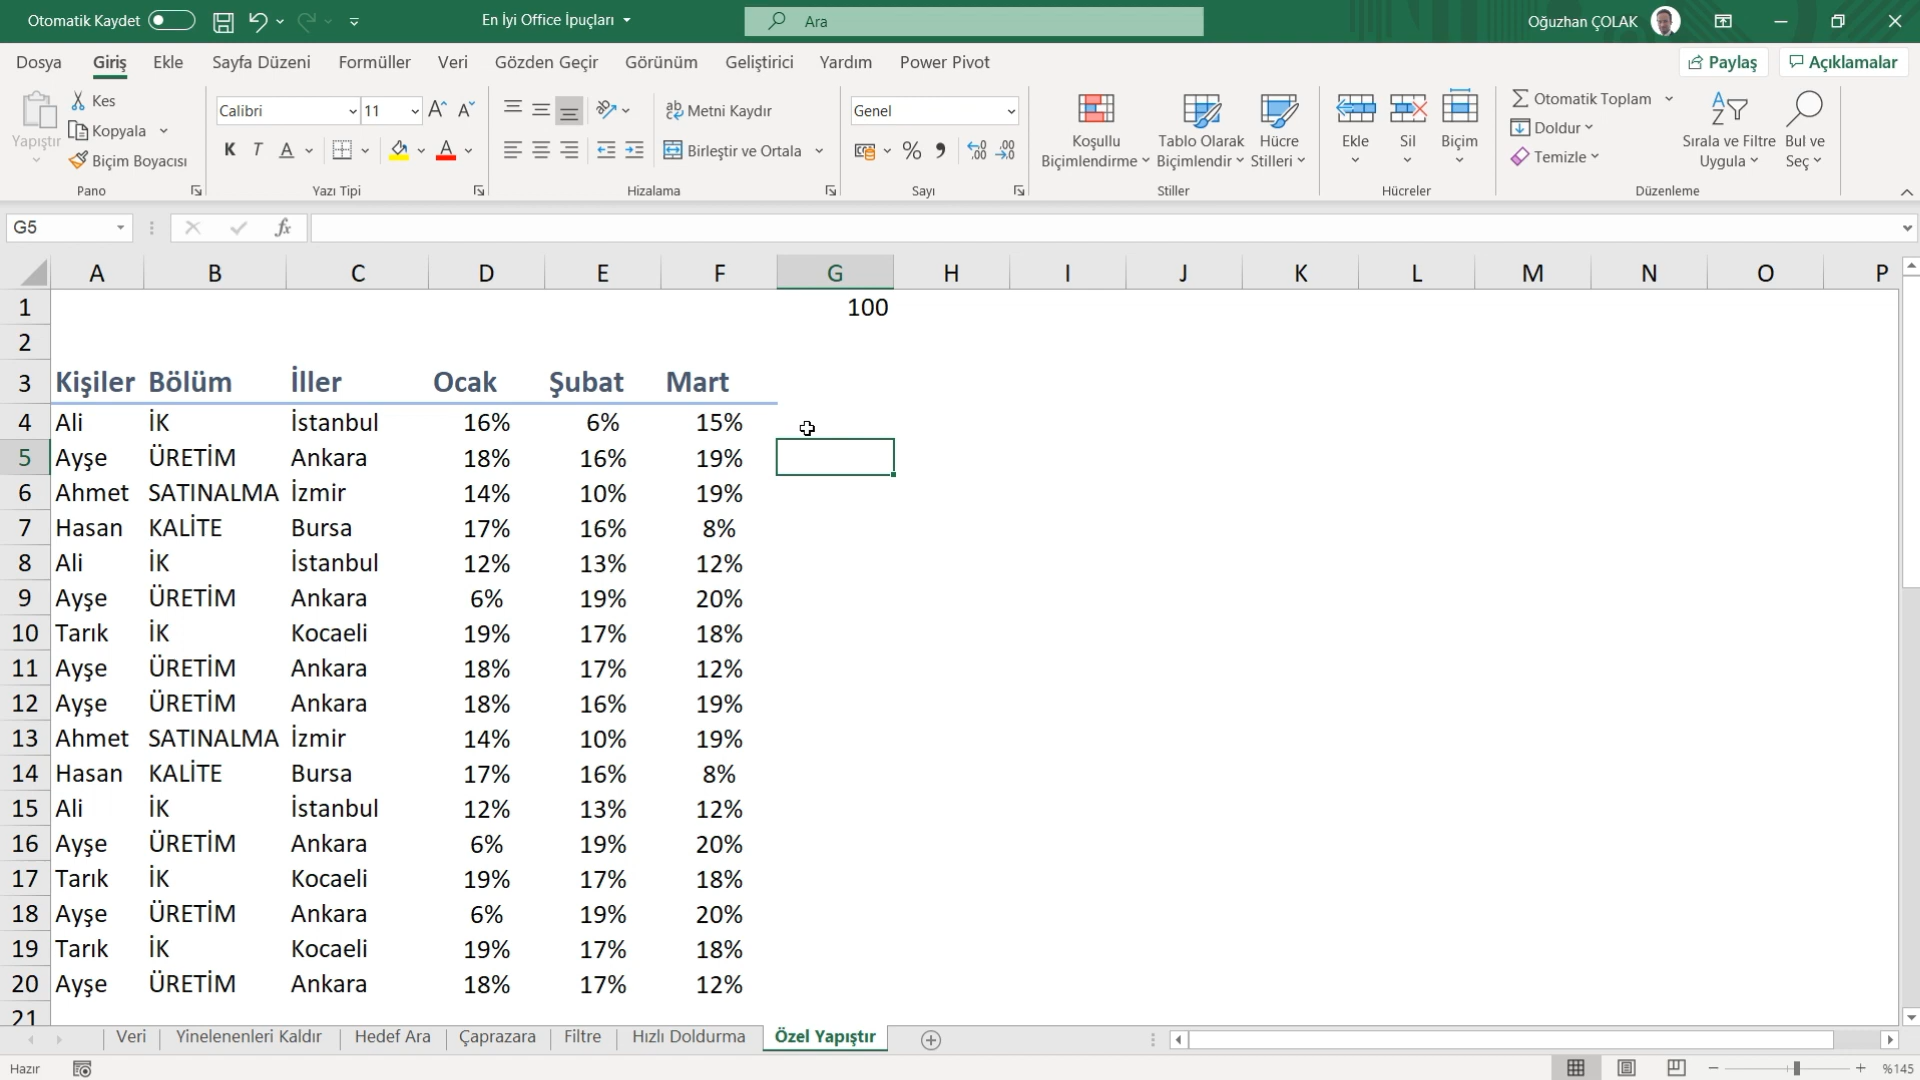 Otomatik Kaydet En İyi Office İpuçları Ara Oğuzhan ÇOLAK
Dosya Giriş Ekle Sayfa Düzeni Formüller Veri Gözden Geçir Görünüm Geliştirici Yardım Power Pivot Paylaş Açıklamalar
Yapıştır
Kes
Kopyala
Biçim Boyacısı
Pano
Calibri 11
K T A
Yazı Tipi
Metni Kaydır
Birleştir ve Ortala
Hizalama
Genel
Sayı
Koşullu
Biçimlendirme
Tablo Olarak
Biçimlendir
Hücre
Stilleri
Stiller
Ekle
Sil
Biçim
Hücreler
Otomatik Toplam
Doldur
Temizle
Sırala ve Filtre
Uygula
Bul ve
Seç
Düzenleme
G5 fx
A B C D E F G H I J K L M N O P
1 100
2
3 Kişiler Bölüm İller Ocak Şubat Mart
4 Ali İK İstanbul 16% 6% 15%
5 Ayşe ÜRETİM Ankara 18% 16% 19%
6 Ahmet SATINALMA İzmir 14% 10% 19%
7 Hasan KALİTE Bursa 17% 16% 8%
8 Ali İK İstanbul 12% 13% 12%
9 Ayşe ÜRETİM Ankara 6% 19% 20%
10 Tarık İK Kocaeli 19% 17% 18%
11 Ayşe ÜRETİM Ankara 18% 17% 12%
12 Ayşe ÜRETİM Ankara 18% 16% 19%
13 Ahmet SATINALMA İzmir 14% 10% 19%
14 Hasan KALİTE Bursa 17% 16% 8%
15 Ali İK İstanbul 12% 13% 12%
16 Ayşe ÜRETİM Ankara 6% 19% 20%
17 Tarık İK Kocaeli 19% 17% 18%
18 Ayşe ÜRETİM Ankara 6% 19% 20%
19 Tarık İK Kocaeli 19% 17% 18%
20 Ayşe ÜRETİM Ankara 18% 17% 12%
21
Veri Yinelenenleri Kaldır Hedef Ara Çaprazara Filtre Hızlı Doldurma Özel Yapıştır
Hazır %145